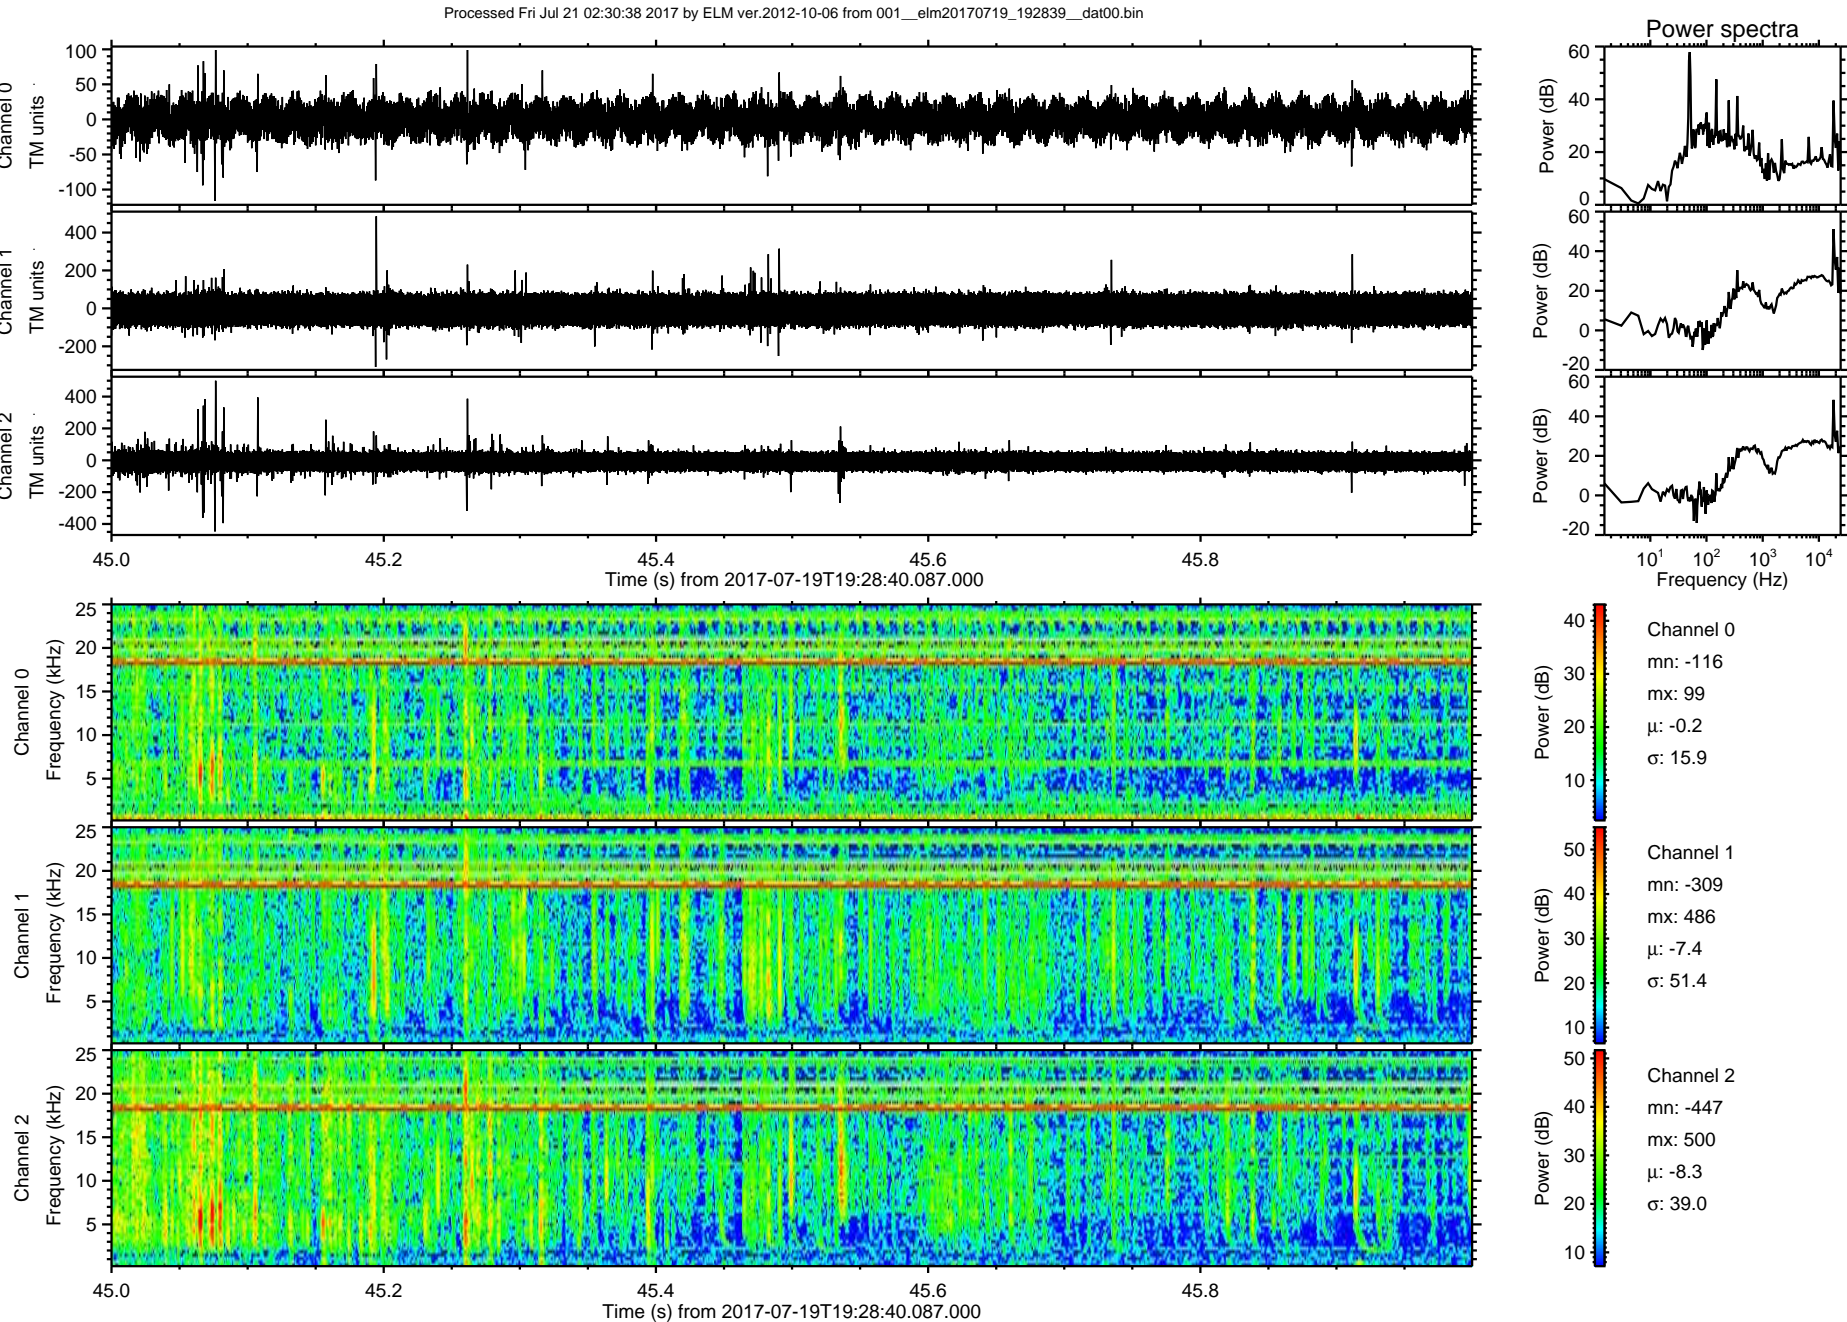 Processed Fri Jul 21 02:30:38 2017 by ELM ver.2012-10-06 from 001__elm20170719_192839__dat00.bin
Power spectra
Channel 0
TM units
100
50
0
-50
-100
Power (dB)
60
40
20
0
Channel 1
TM units
400
200
0
-200
Power (dB)
60
40
20
0
-20
Channel 2
TM units
400
200
0
-200
-400
Power (dB)
60
40
20
0
-20
45.0 45.2 45.4 45.6 45.8
Time (s) from 2017-07-19T19:28:40.087.000
10¹ 10² 10³ 10⁴
Frequency (Hz)
Channel 0
Frequency (kHz)
25
20
15
10
5
Power (dB)
40
30
20
10
Channel 0
mn: -116
mx: 99
μ: -0.2
σ: 15.9
Channel 1
Frequency (kHz)
25
20
15
10
5
Power (dB)
50
40
30
20
10
Channel 1
mn: -309
mx: 486
μ: -7.4
σ: 51.4
Channel 2
Frequency (kHz)
25
20
15
10
5
Power (dB)
50
40
30
20
10
Channel 2
mn: -447
mx: 500
μ: -8.3
σ: 39.0
45.0 45.2 45.4 45.6 45.8
Time (s) from 2017-07-19T19:28:40.087.000